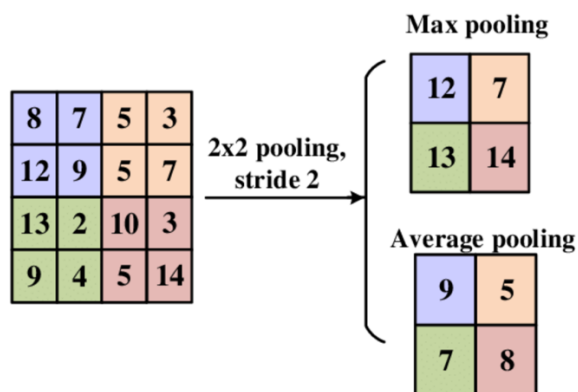 Max pooling
12 7
13 14
8 7 5 3
12 9 5 7
13 2 10 3
9 4 5 14
2x2 pooling,
stride 2
Average pooling
9 5
7 8